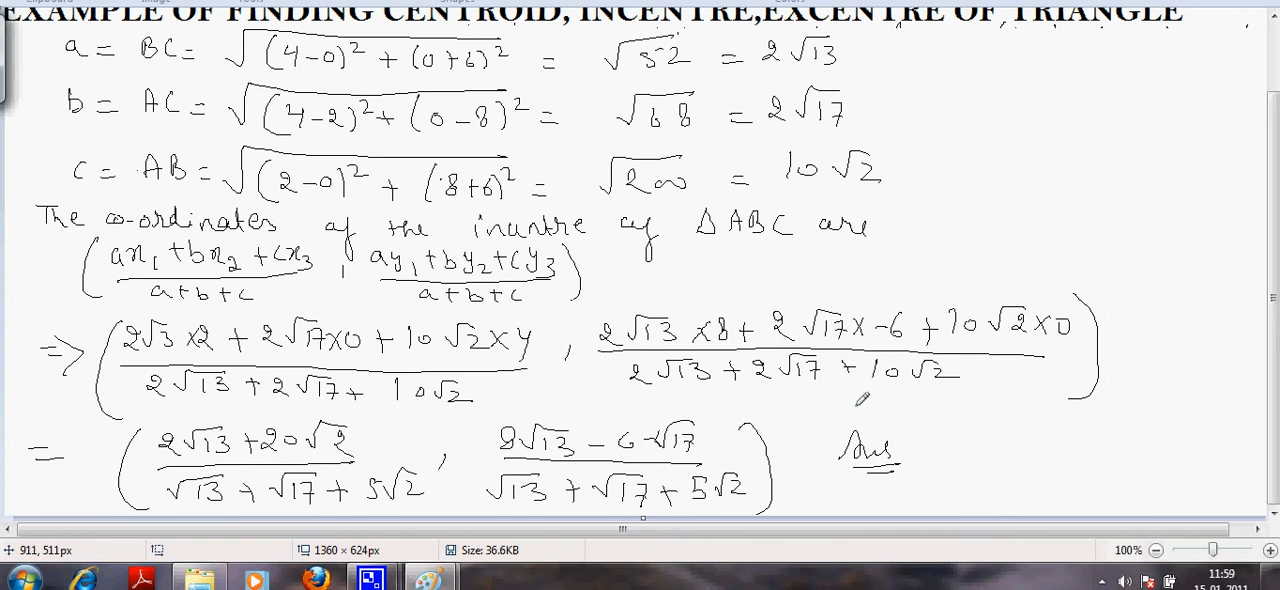 EXAMPLE OF FINDING CENTROID, INCENTRE,EXCENTRE OF TRIANGLE
a = BC = √(4-0)² + (0+6)² = √52 = 2√13
b = AC = √(4-2)² + (0-8)² = √68 = 2√17
c = AB = √(2-0)² + (8+6)² = √200 = 10√2
The co-ordinates of the incentre of Δ ABC are
(ax₁ + bx₂ + cx₃ / a+b+c , ay₁ + by₂ + cy₃ / a+b+c)
=> (2√3 ×2 + 2√17×0 + 10√2×4 / 2√13 + 2√17 + 10√2 , 2√13 ×8 + 2√17× -6 + 10√2×0 / 2√13 + 2√17 + 10√2)
= (2√13 + 20√2 / √13 + √17 + 5√2 , 8√13 - 6√17 / √13 + √17 + 5√2) Ans
911, 511px 1360 × 624px Size: 36.6KB 100%
11:59
15-01-2011